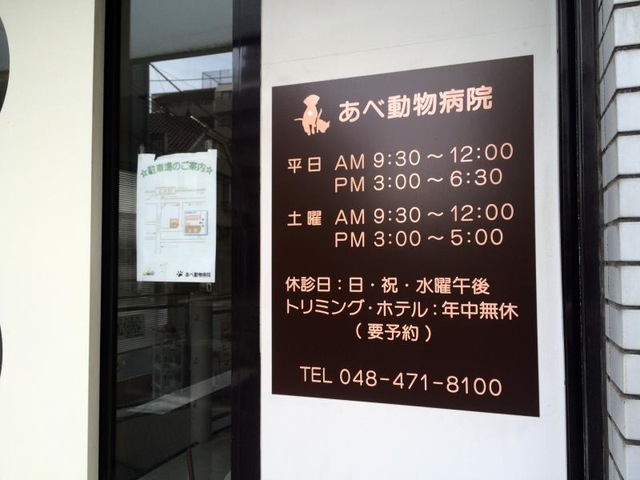 ☆駐車場のご案内☆
あべ動物病院
あべ動物病院
平日 AM 9:30～12:00
PM 3:00～6:30
土曜 AM 9:30～12:00
PM 3:00～5:00
休診日：日・祝・水曜午後
トリミング・ホテル：年中無休
(要予約)
TEL 048-471-8100